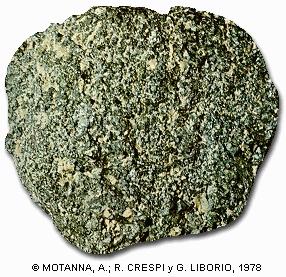 © MOTANNA, A.; R. CRESPI y G. LIBORIO, 1978